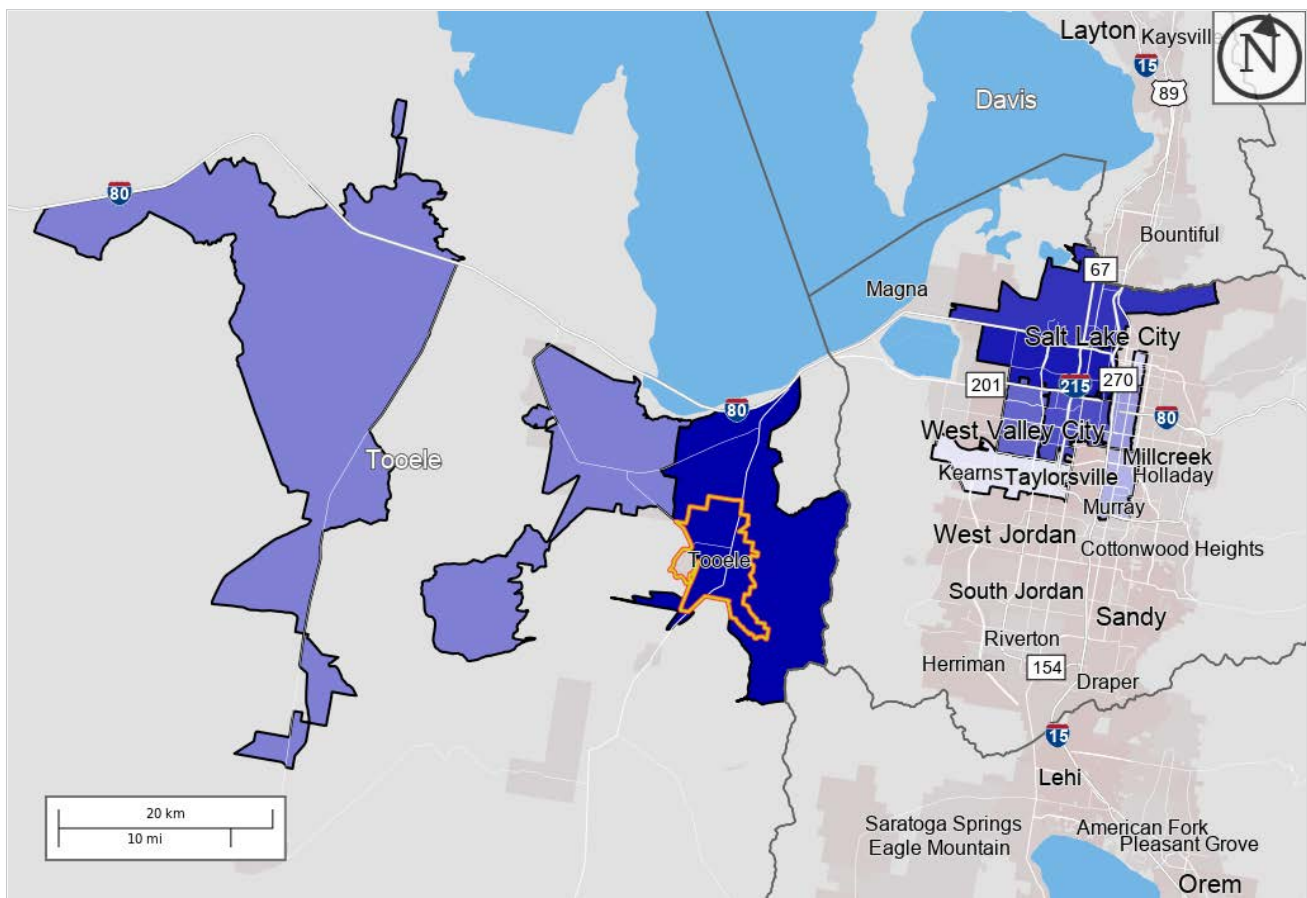 Layton
Kaysvill
15
N
89
Davis
80
Bountiful
67
Magna
Salt Lake City
201
215
270
80
80
West Valley City
Tooele
Millcreek
Kearns
Taylorsville
Holladay
Murray
West Jordan
Cottonwood Heights
Tooele
South Jordan
Sandy
Riverton
Herriman
154
Draper
15
Lehi
20 km
10 mi
Saratoga Springs
Eagle Mountain
American Fork
Pleasant Grove
Orem